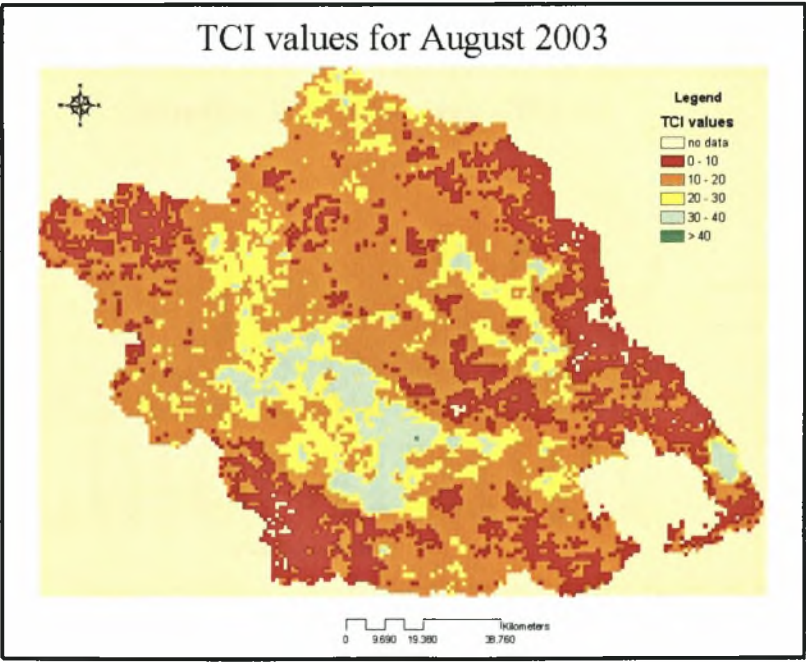 TCI values for August 2003
Legend
TCI values
no data
0 - 10
10 - 20
20 - 30
30 - 40
> 40
Kilometers
0 9.690 19.380 38.760